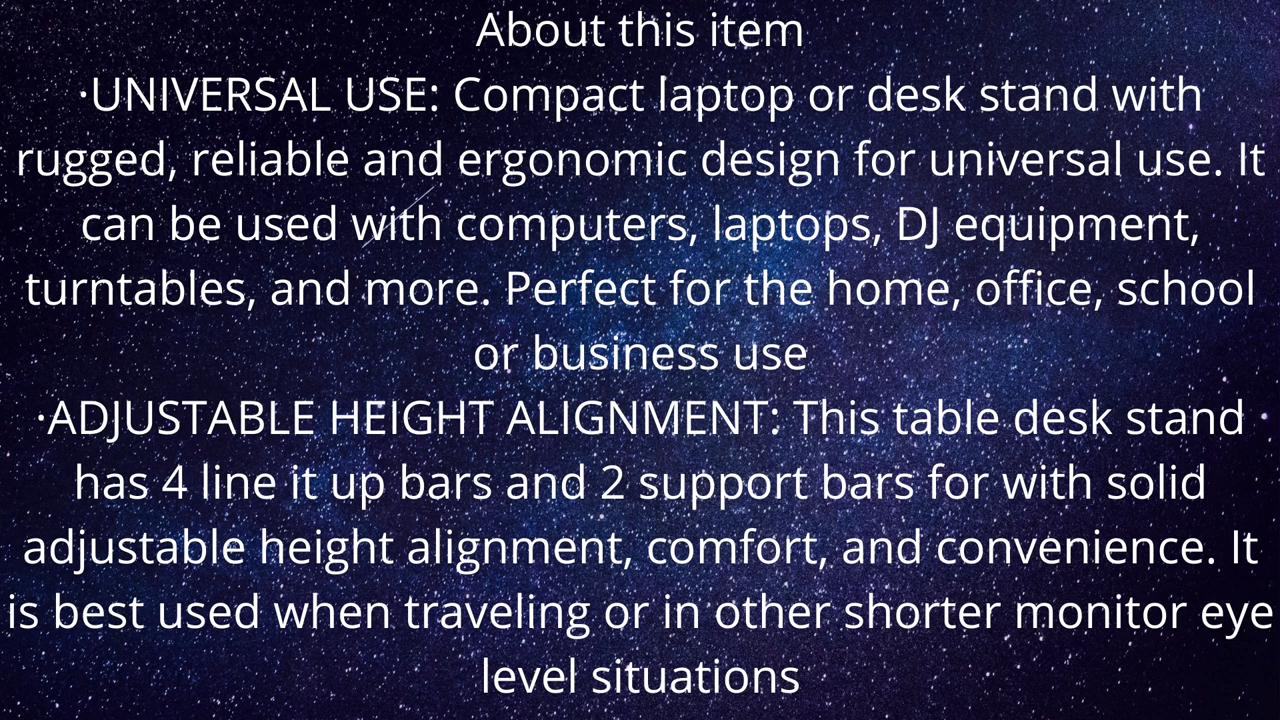 About this item
·UNIVERSAL USE: Compact laptop or desk stand with
rugged, reliable and ergonomic design for universal use. It
can be used with computers, laptops, DJ equipment,
turntables, and more. Perfect for the home, office, school
or business use
·ADJUSTABLE HEIGHT ALIGNMENT: This table desk stand
has 4 line it up bars and 2 support bars for with solid
adjustable height alignment, comfort, and convenience. It
is best used when traveling or in other shorter monitor eye
level situations